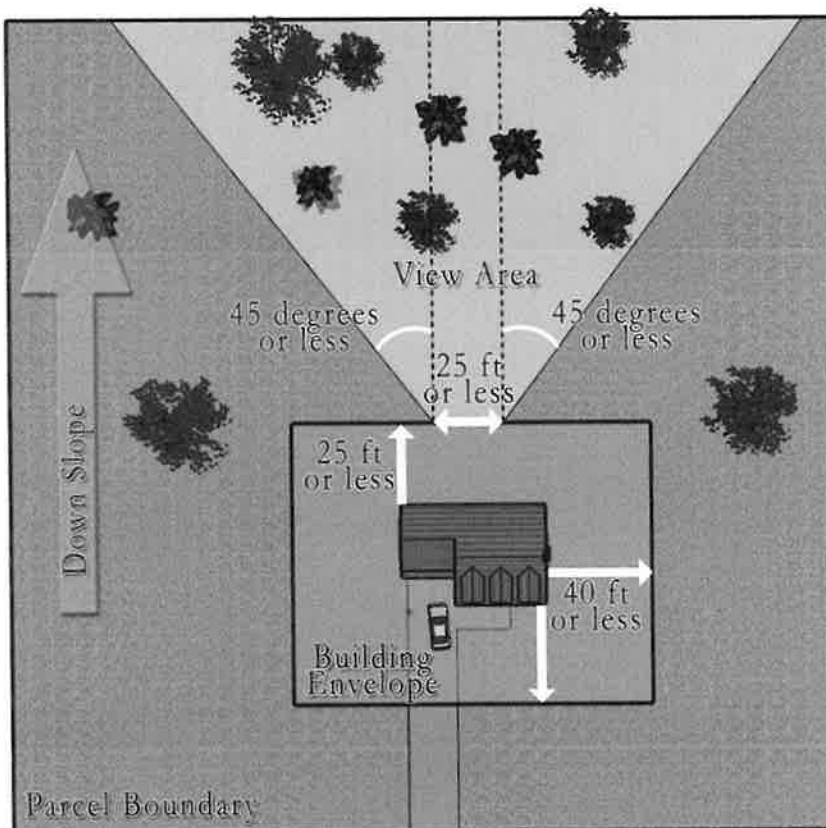 View Area
45 degrees
or less
45 degrees
or less
25 ft
or less
25 ft
or less
Down Slope
40 ft
or less
Building
Envelope
Parcel Boundary